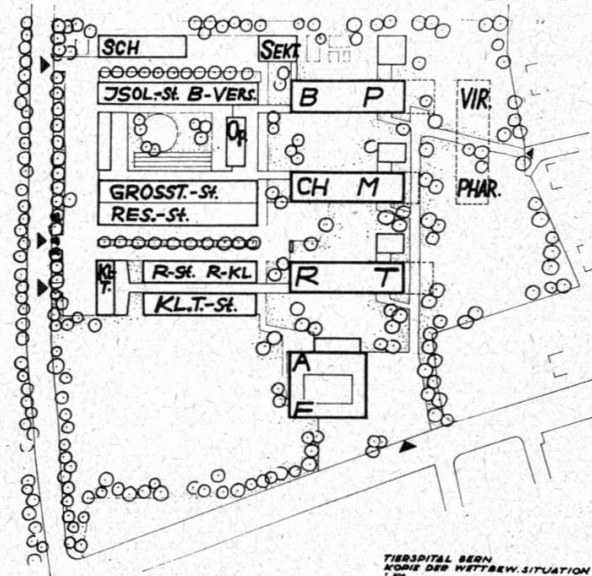 SCH
SEKT
JSOL.-St. B-VERS.
B P
VIR.
OP.
CH M
PHAR.
GROSST.-St.
RES.-St.
KL.
T.
R-St. R-KL
R T
KL.T.-St.
A
F
TIERSPITAL BERN
KOPIE DER WETTBEW. SITUATION